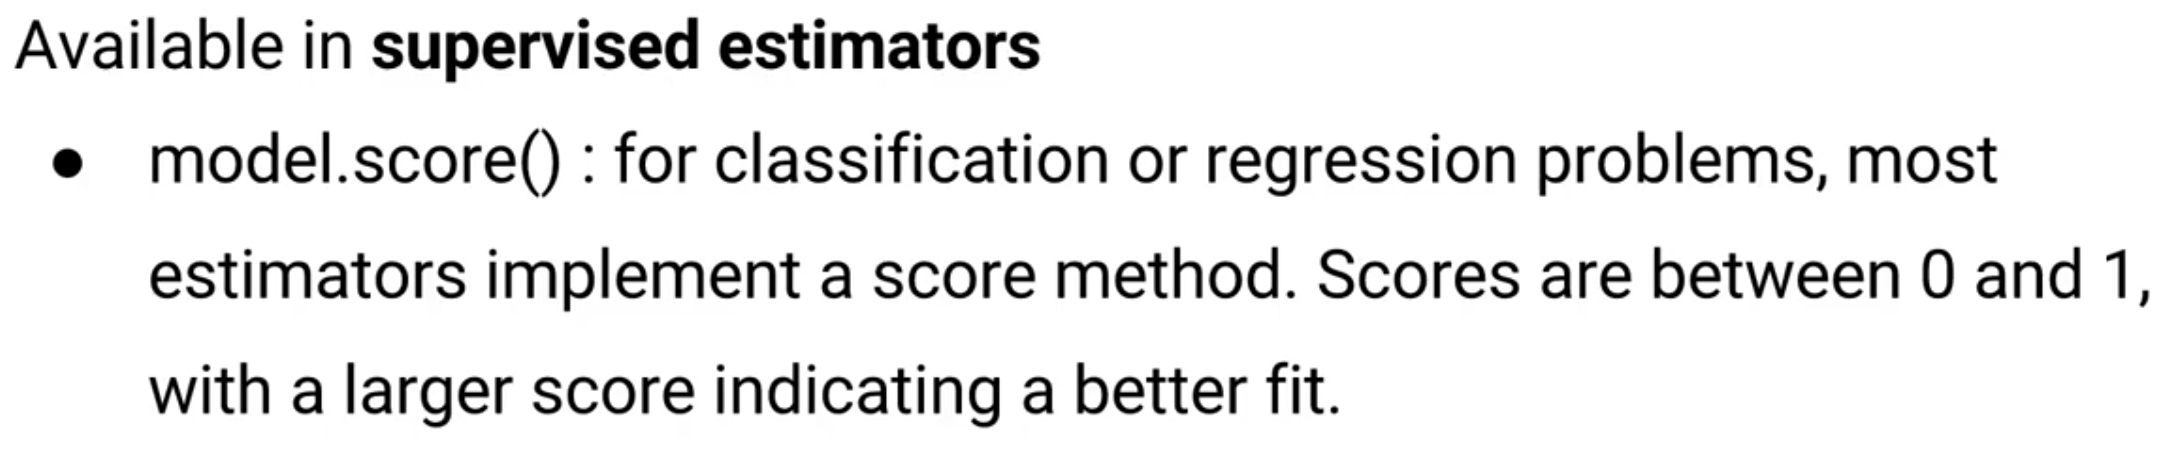 Available in supervised estimators
● model.score() : for classification or regression problems, most
estimators implement a score method. Scores are between 0 and 1,
with a larger score indicating a better fit.